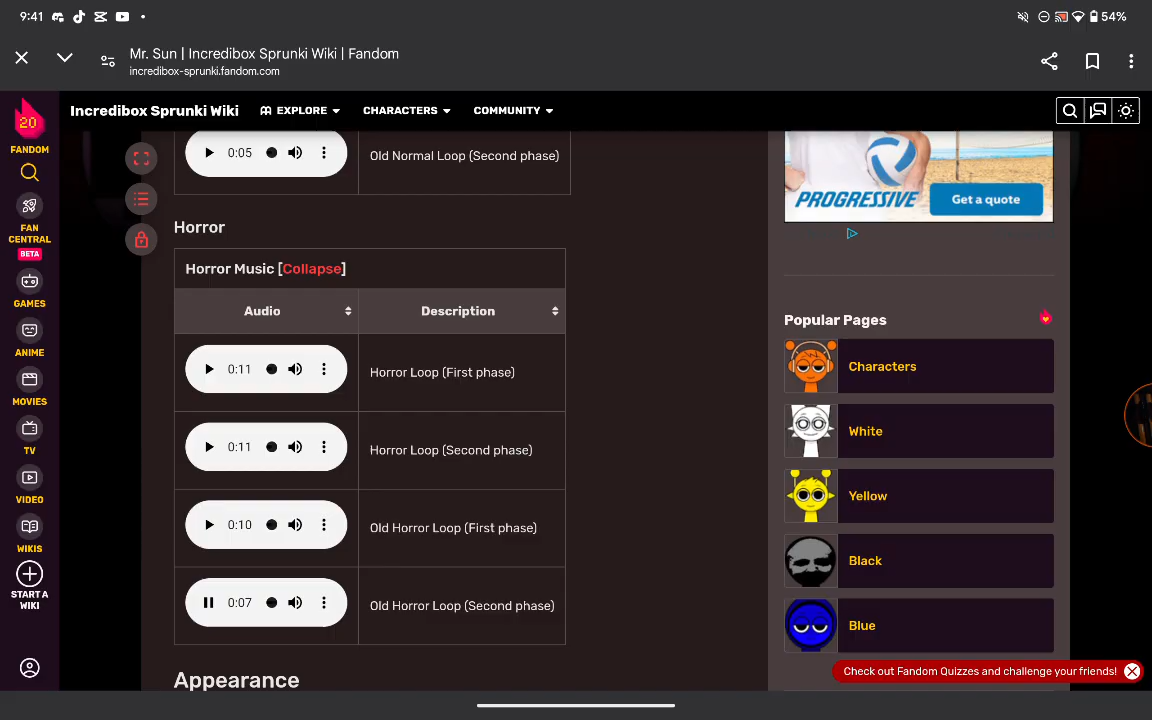 9:41
54%
Mr. Sun | Incredibox Sprunki Wiki | Fandom
incredibox-sprunki.fandom.com
20
FANDOM
FAN
CENTRAL
BETA
GAMES
ANIME
MOVIES
TV
VIDEO
WIKIS
START A
WIKI
Incredibox Sprunki Wiki
EXPLORE
CHARACTERS
COMMUNITY
0:05
Old Normal Loop (Second phase)
Horror
Horror Music [Collapse]
Audio
Description
0:11
Horror Loop (First phase)
0:11
Horror Loop (Second phase)
0:10
Old Horror Loop (First phase)
0:07
Old Horror Loop (Second phase)
Appearance
PROGRESSIVE
Get a quote
Popular Pages
Characters
White
Yellow
Black
Blue
Check out Fandom Quizzes and challenge your friends!